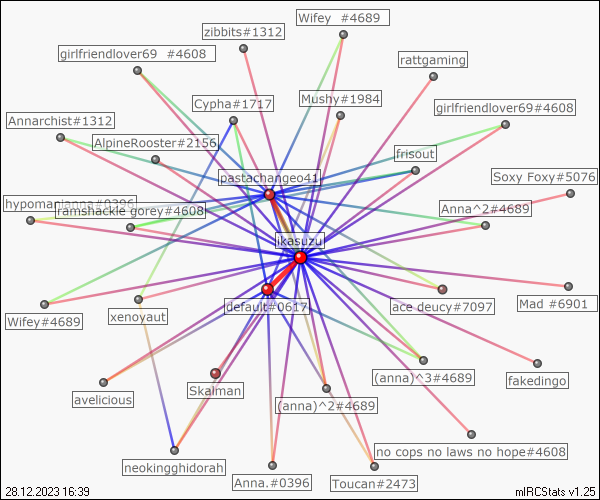 Wifey  #4689
zibbits#1312
girlfriendlover69  #4608
rattgaming
Cypha#1717
Mushy#1984
girlfriendlover69#4608
Annarchist#1312
AlpineRooster#2156
frisout
pastachangeo41
Soxy Foxy#5076
hypomanianna#0396
ramshackle gorey#4608
Anna^2#4689
ikasuzu
Wifey#4689
xenoyaut
default#0617
ace deucy#7097
Mad #6901
(anna)^3#4689
fakedingo
avelicious
Skalman
(anna)^2#4689
no cops no laws no hope#4608
neokingghidorah
Anna.#0396
Toucan#2473
28.12.2023 16:39
mIRCStats v1.25